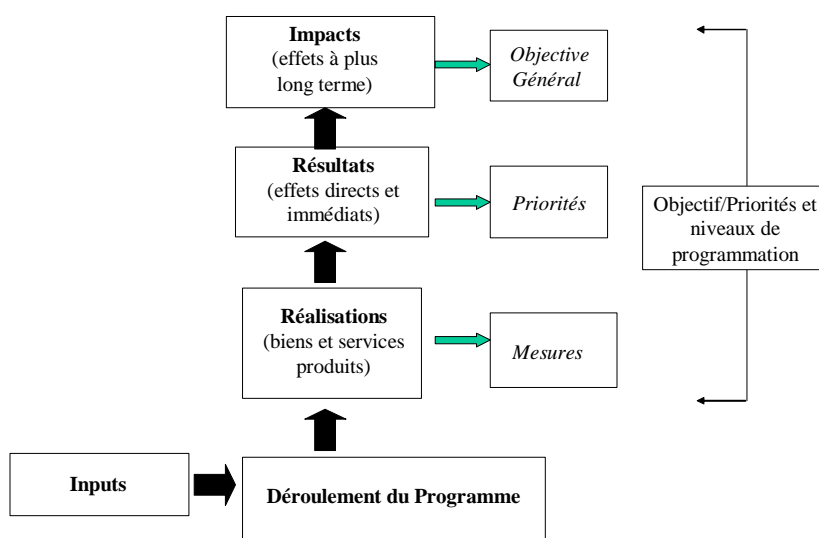 Impacts
(effets à plus
long terme)
Objective
Général
Résultats
(effets directs et
immédiats)
Priorités
Objectif/Priorités et
niveaux de
programmation
Réalisations
(biens et services
produits)
Mesures
Inputs
Déroulement du Programme